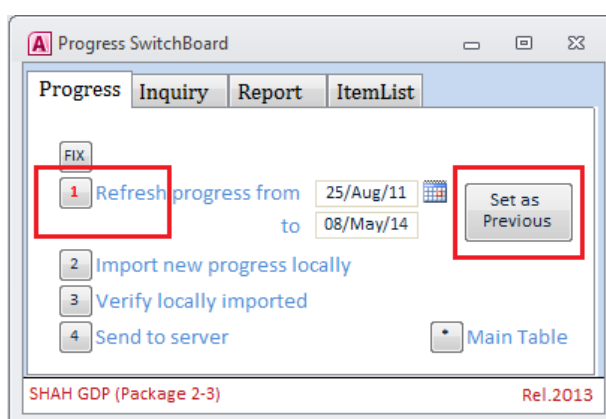 A Progress SwitchBoard
Progress Inquiry Report ItemList
FIX
1 Refresh progress from 25/Aug/11
to 08/May/14
Set as
Previous
2 Import new progress locally
3 Verify locally imported
4 Send to server * Main Table
SHAH GDP (Package 2-3) Rel.2013